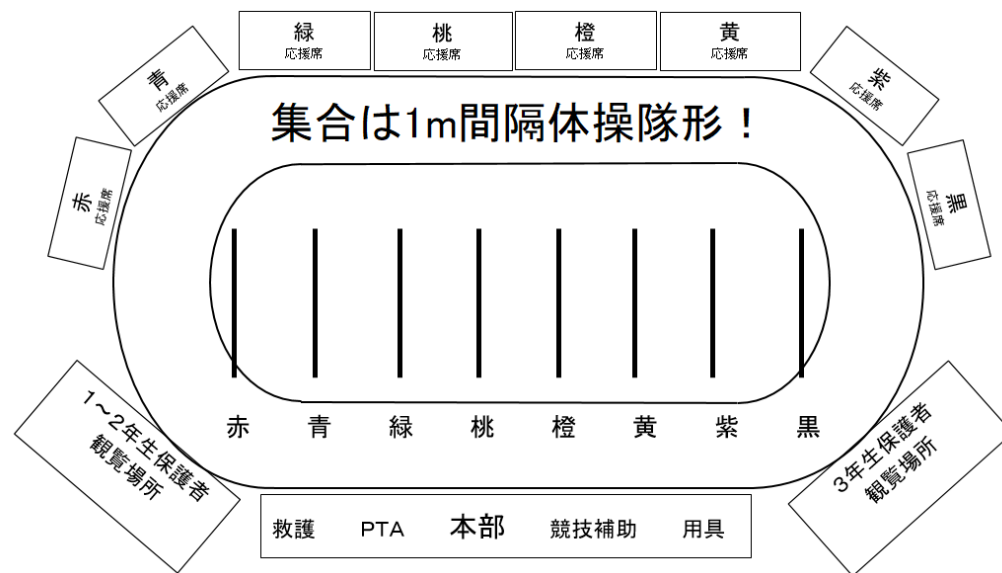 緑
応援席
桃
応援席
橙
応援席
黄
応援席
青
応援席
紫
応援席
赤
応援席
黒
応援席
集合は1m間隔体操隊形！
赤 青 緑 桃 橙 黄 紫 黒
1～2年生保護者
観覧場所
3年生保護者
観覧場所
救護 PTA 本部 競技補助 用具